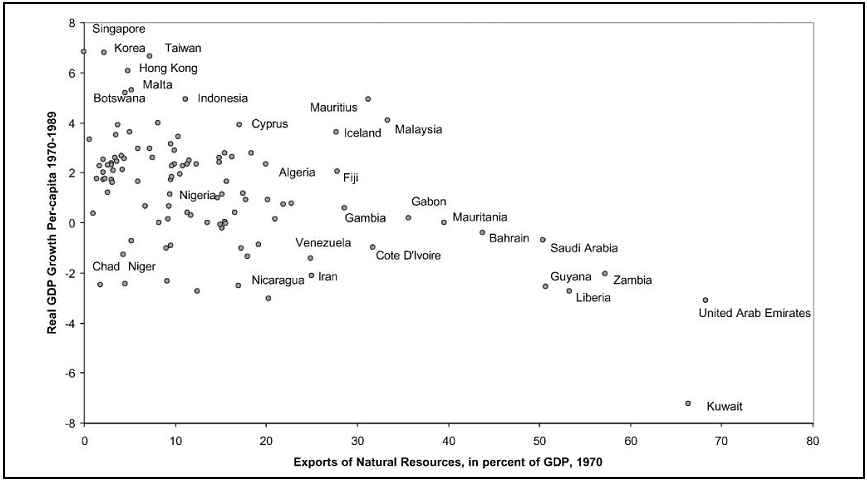 8
Singapore
Korea Taiwan
6
Hong Kong
Malta
Botswana Indonesia
Mauritius
4
Cyprus
Iceland Malaysia
2
Algeria
Fiji
Nigeria
Gabon
Gambia
Mauritania
0
Bahrain
Venezuela
Cote D'Ivoire
Saudi Arabia
Chad Niger
-2
Nicaragua Iran
Guyana Zambia
Liberia
United Arab Emirates
-4
-6
Kuwait
-8
Real GDP Growth Per-capita 1970-1989
0 10 20 30 40 50 60 70 80
Exports of Natural Resources, in percent of GDP, 1970